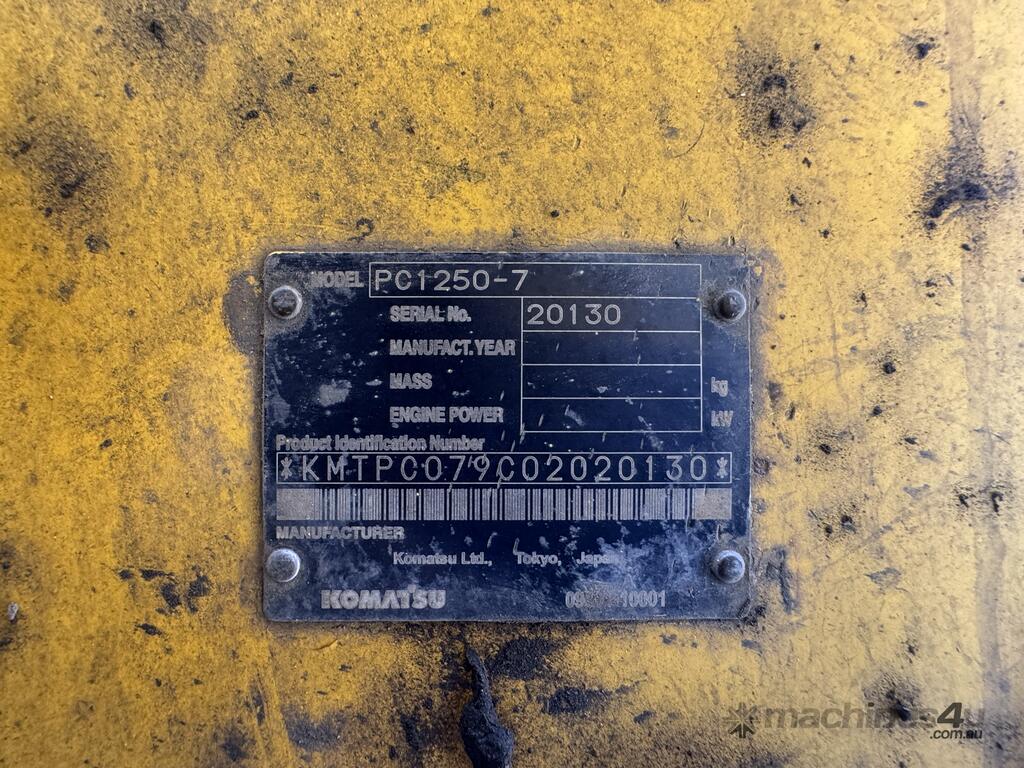 MODEL PC1250-7
SERIAL No. 20130
MANUFACT. YEAR
MASS kg
ENGINE POWER kW
Product Identification Number
*KMTPC079C02020130*
MANUFACTURER
Komatsu Ltd., Tokyo, Japan
KOMATSU
machines4u
.com.au